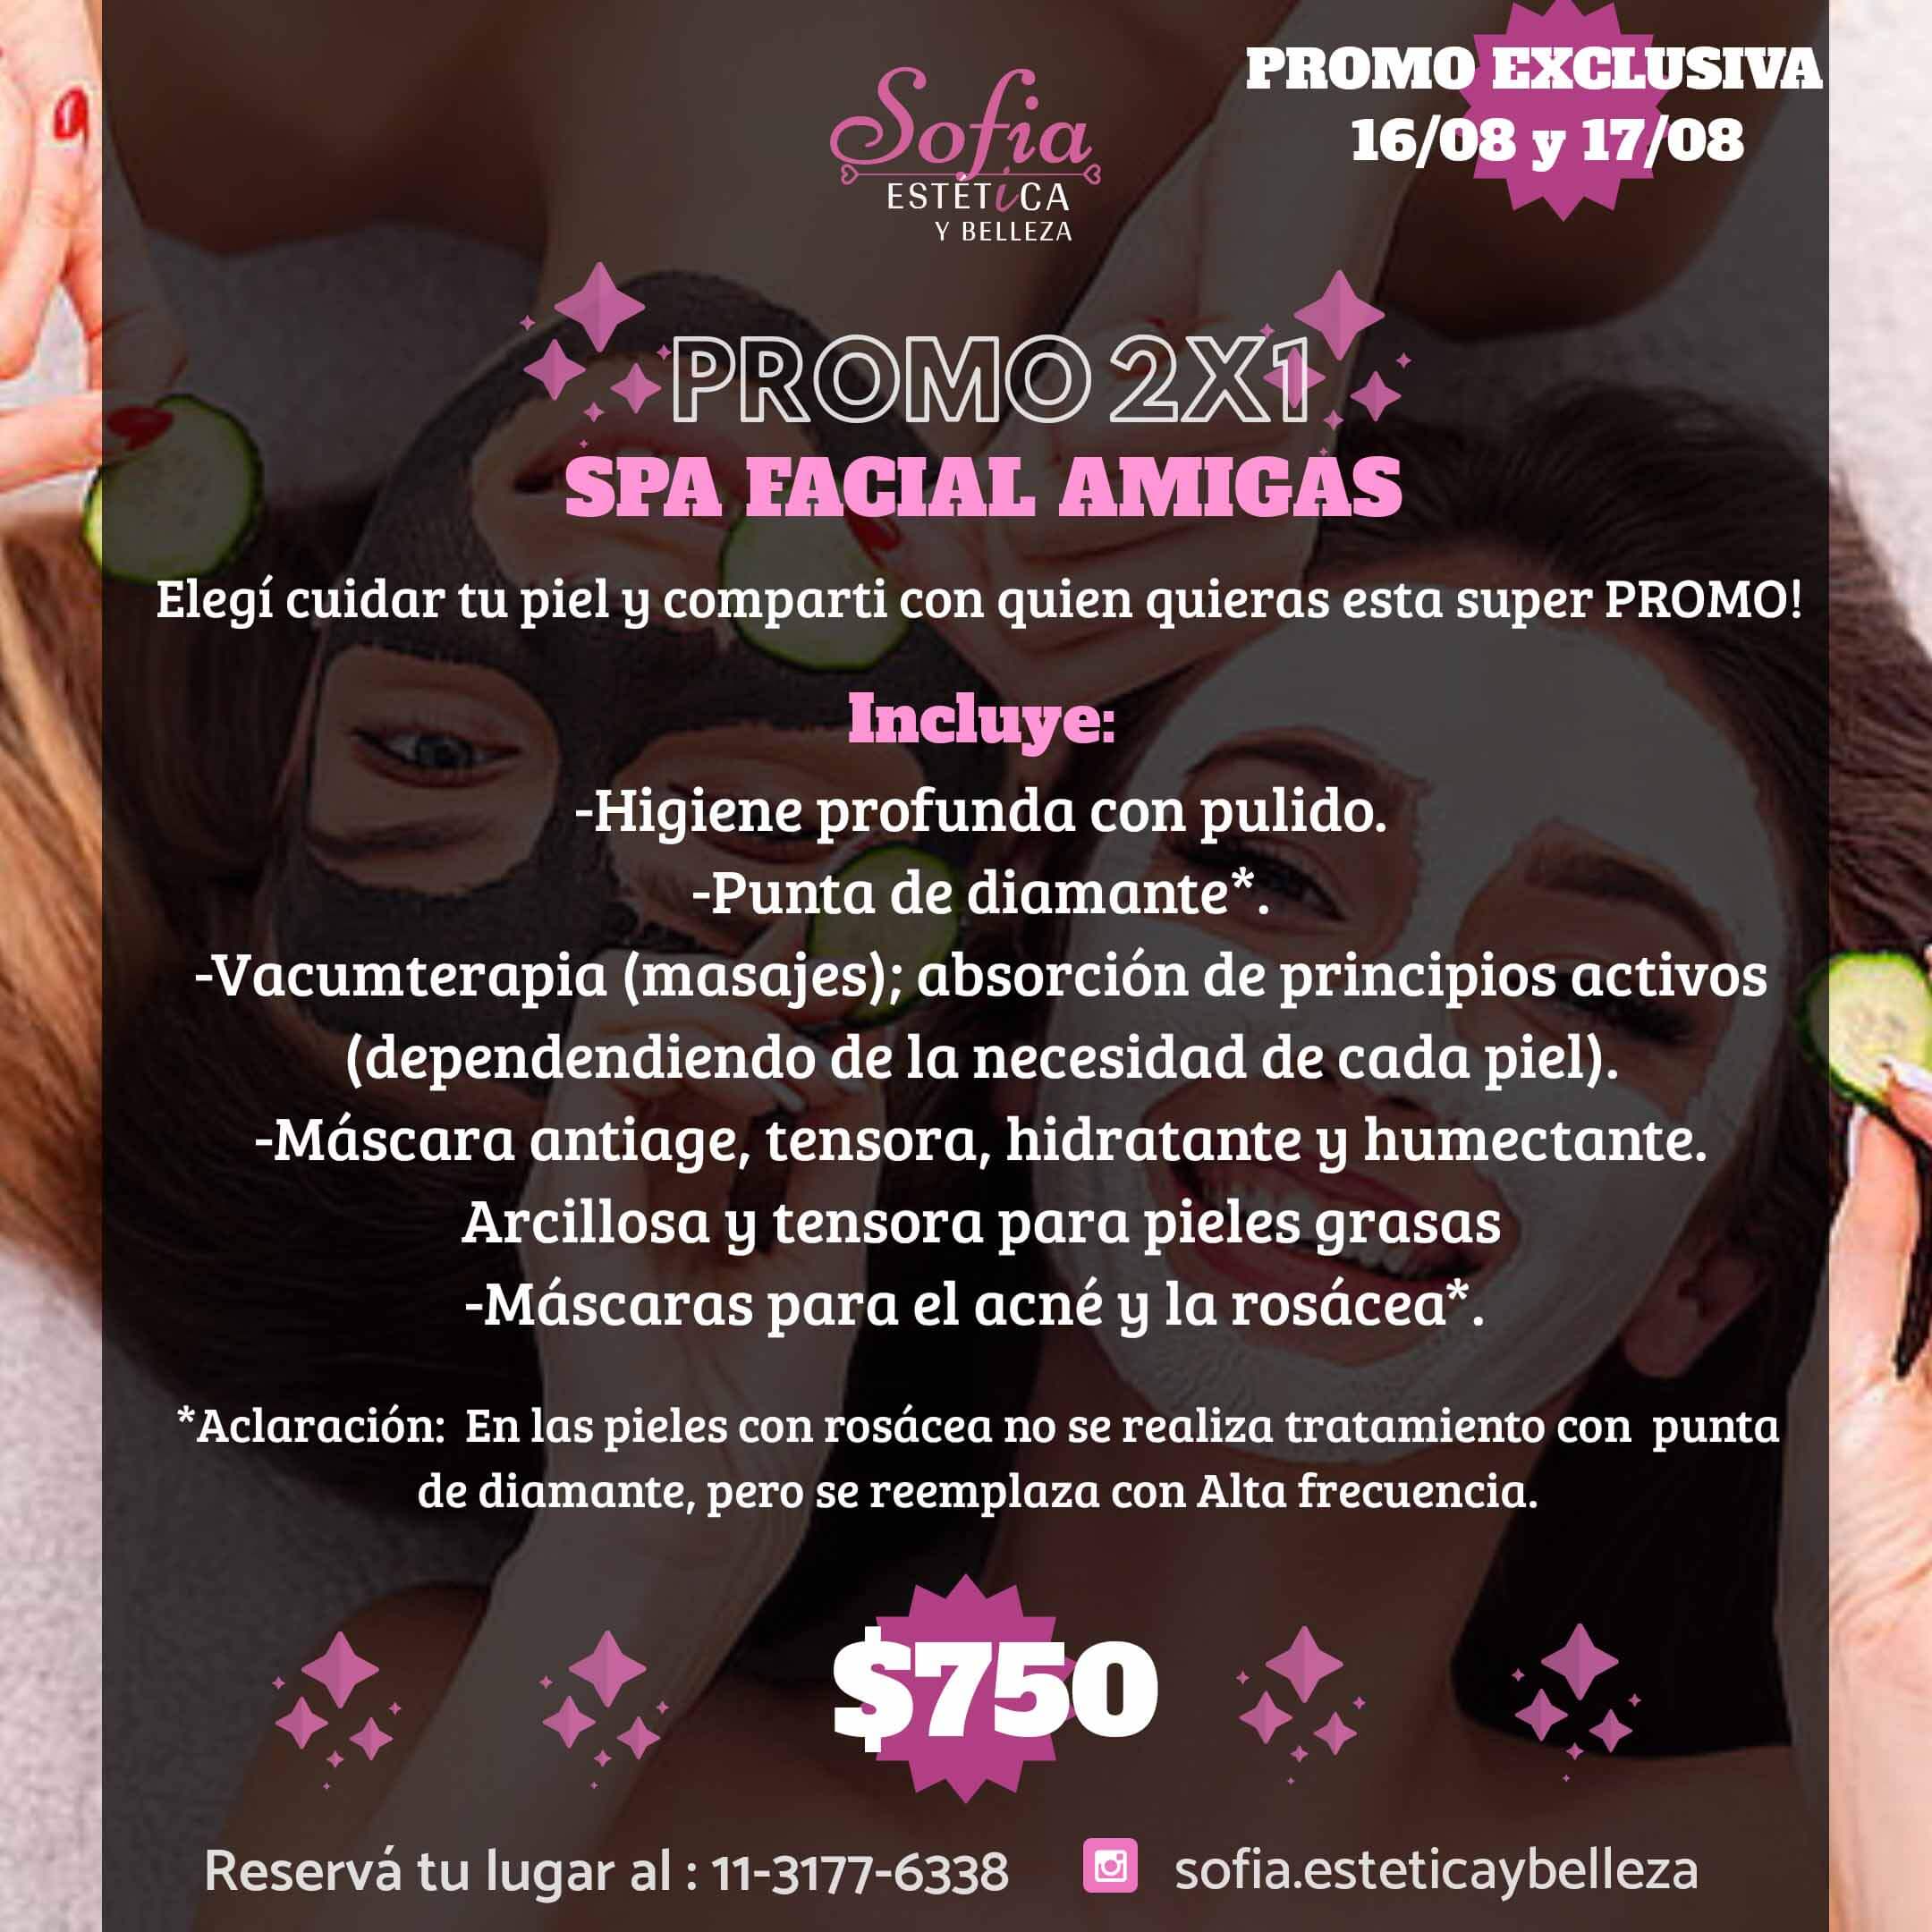 PROMO EXCLUSIVA
16/08 y 17/08
Sofia
ESTÉTiCA
Y BELLEZA
PROMO 2X1
SPA FACIAL AMIGAS
Elegí cuidar tu piel y comparti con quien quieras esta super PROMO!
Incluye:
-Higiene profunda con pulido.
-Punta de diamante*.
-Vacumterapia (masajes); absorción de principios activos
(dependendiendo de la necesidad de cada piel).
-Máscara antiage, tensora, hidratante y humectante.
Arcillosa y tensora para pieles grasas
-Máscaras para el acné y la rosácea*.
*Aclaración: En las pieles con rosácea no se realiza tratamiento con punta
de diamante, pero se reemplaza con Alta frecuencia.
$750
Reservá tu lugar al : 11-3177-6338
sofia.esteticaybelleza